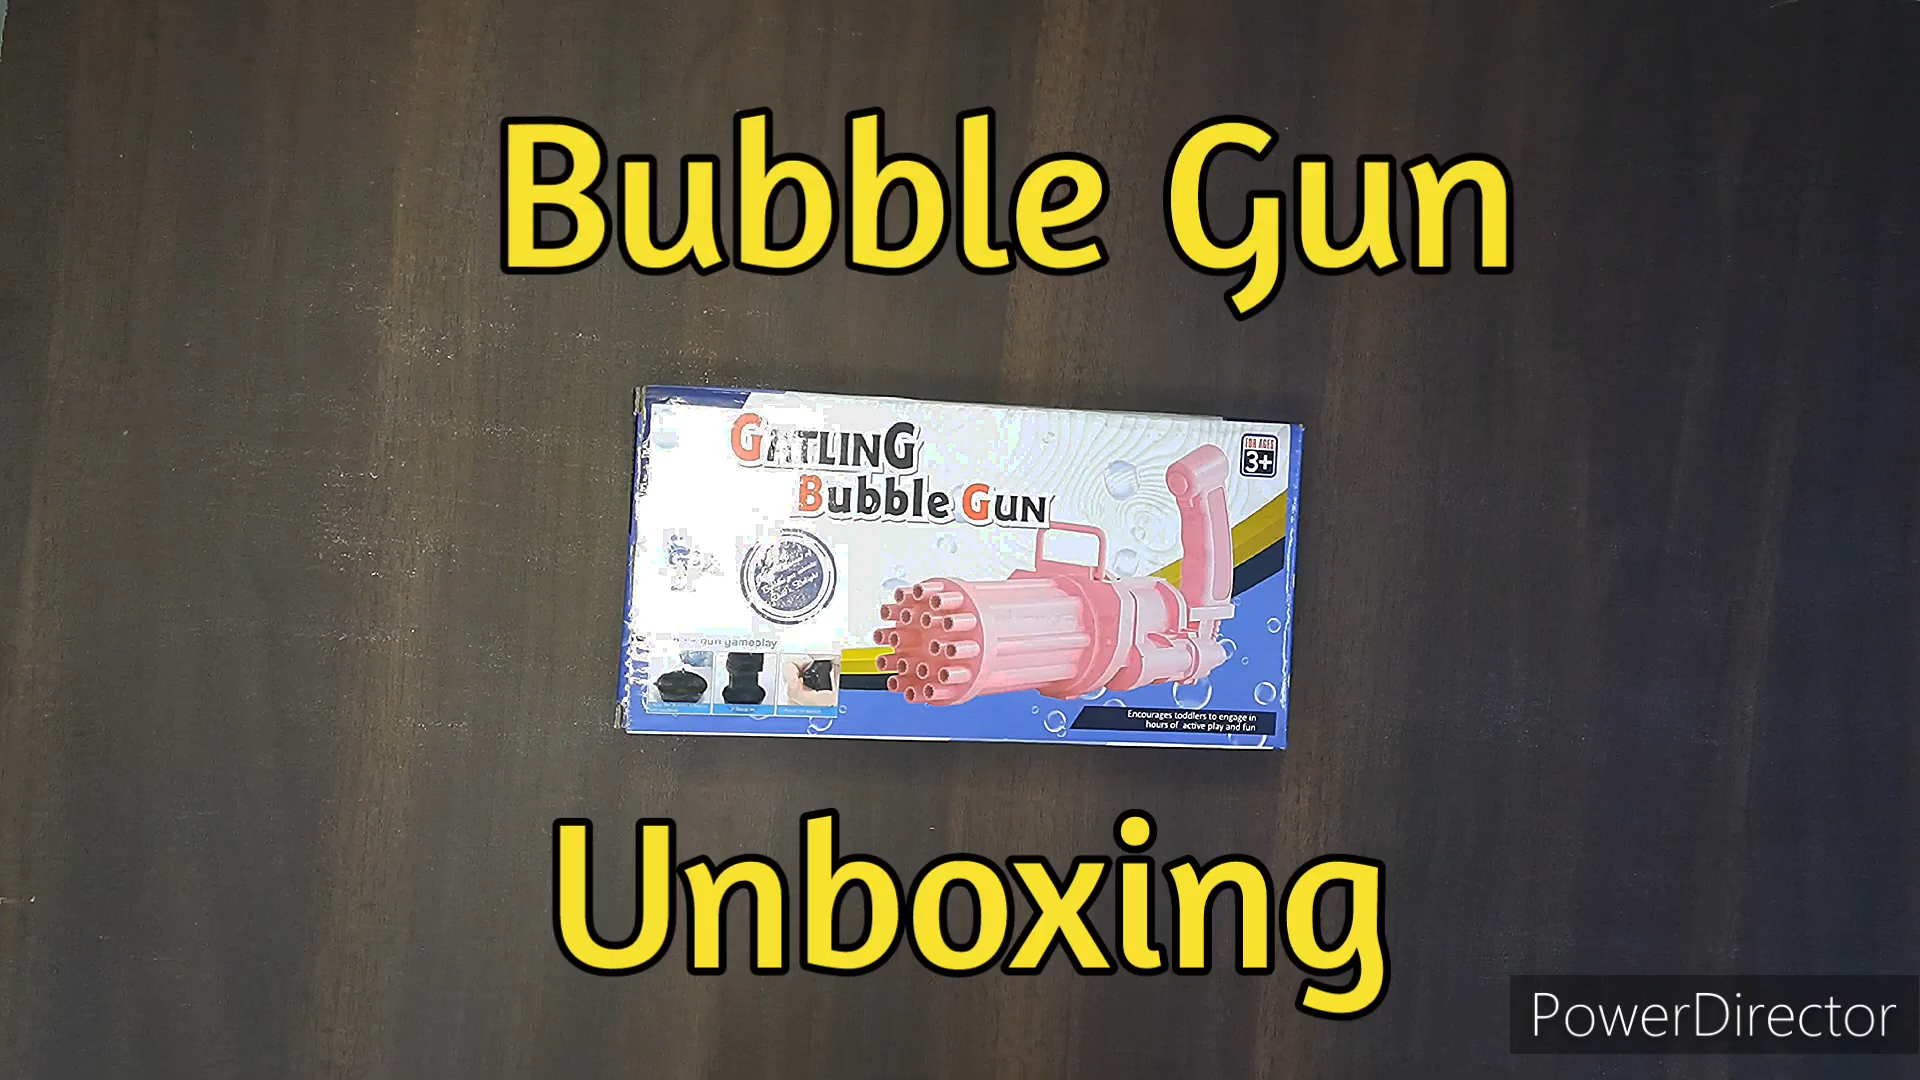 Bubble Gun
GATLING
BUBBLE GUN
FOR AGES
3+
gun gameplay
Encourages toddlers to engage in
hours of active play and fun
Unboxing
PowerDirector